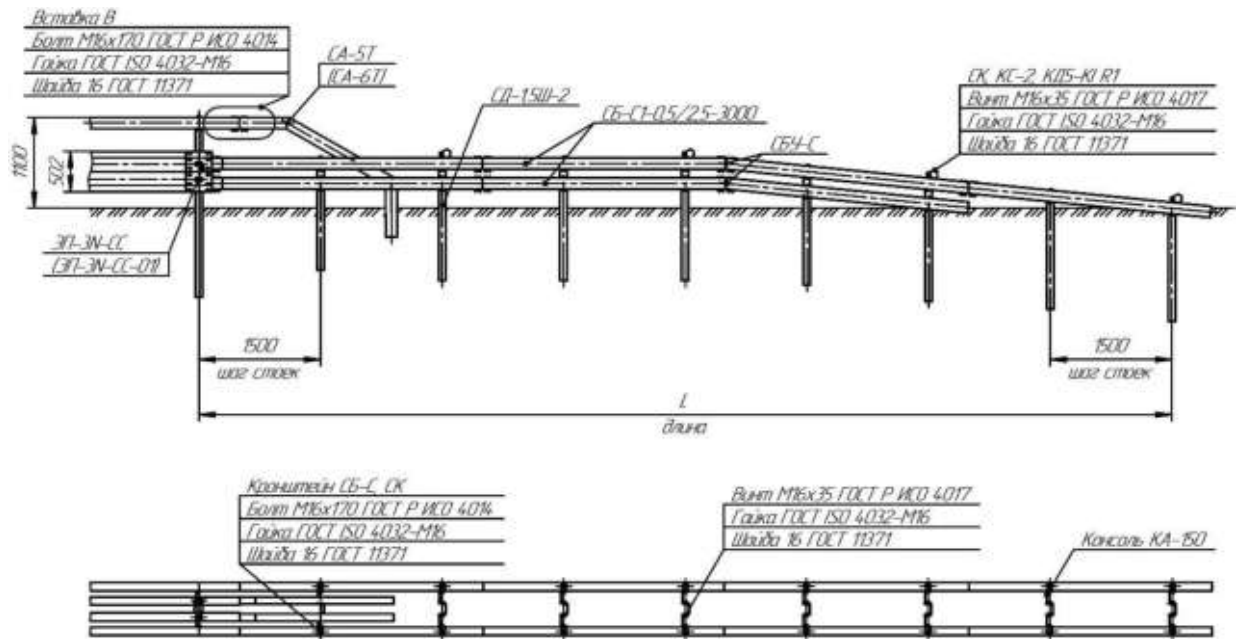 Вставка В
Болт М16х170 ГОСТ Р ИСО 4014
Гайка ГОСТ ISO 4032-М16
Шайба 16 ГОСТ 11371
СА-5Т
(СА-6Т)
СД-1.5Ш-2
СБ-С1-0.5/2.5-3000
СБУ-С
СК, КС-2, КД5-К) R1
Винт М16х35 ГОСТ Р ИСО 4017
Гайка ГОСТ ISO 4032-М16
Шайба 16 ГОСТ 11371
1100
502
ЭП-3N-СС
(ЭП-3N-СС-01)
1500
шаг стоек
1500
шаг стоек
L
длина
Кронштейн СБ-С, СК
Болт М16х170 ГОСТ Р ИСО 4014
Гайка ГОСТ ISO 4032-М16
Шайба 16 ГОСТ 11371
Винт М16х35 ГОСТ Р ИСО 4017
Гайка ГОСТ ISO 4032-М16
Шайба 16 ГОСТ 11371
Консоль КА-150